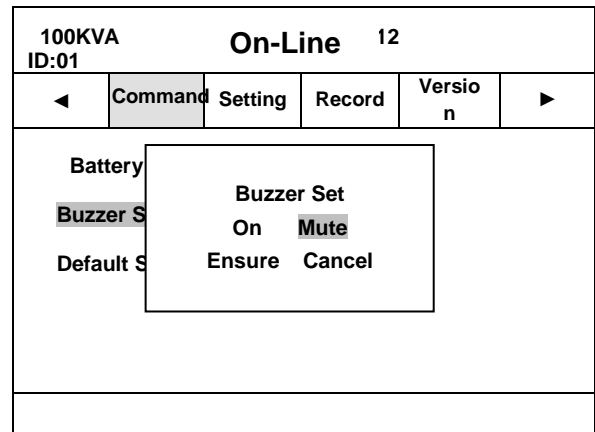 100KVA
ID:01
On-Line 12
◄ Command Setting Record Versio
n ►
Battery
Buzzer S
Default S
Buzzer Set
On Mute
Ensure Cancel